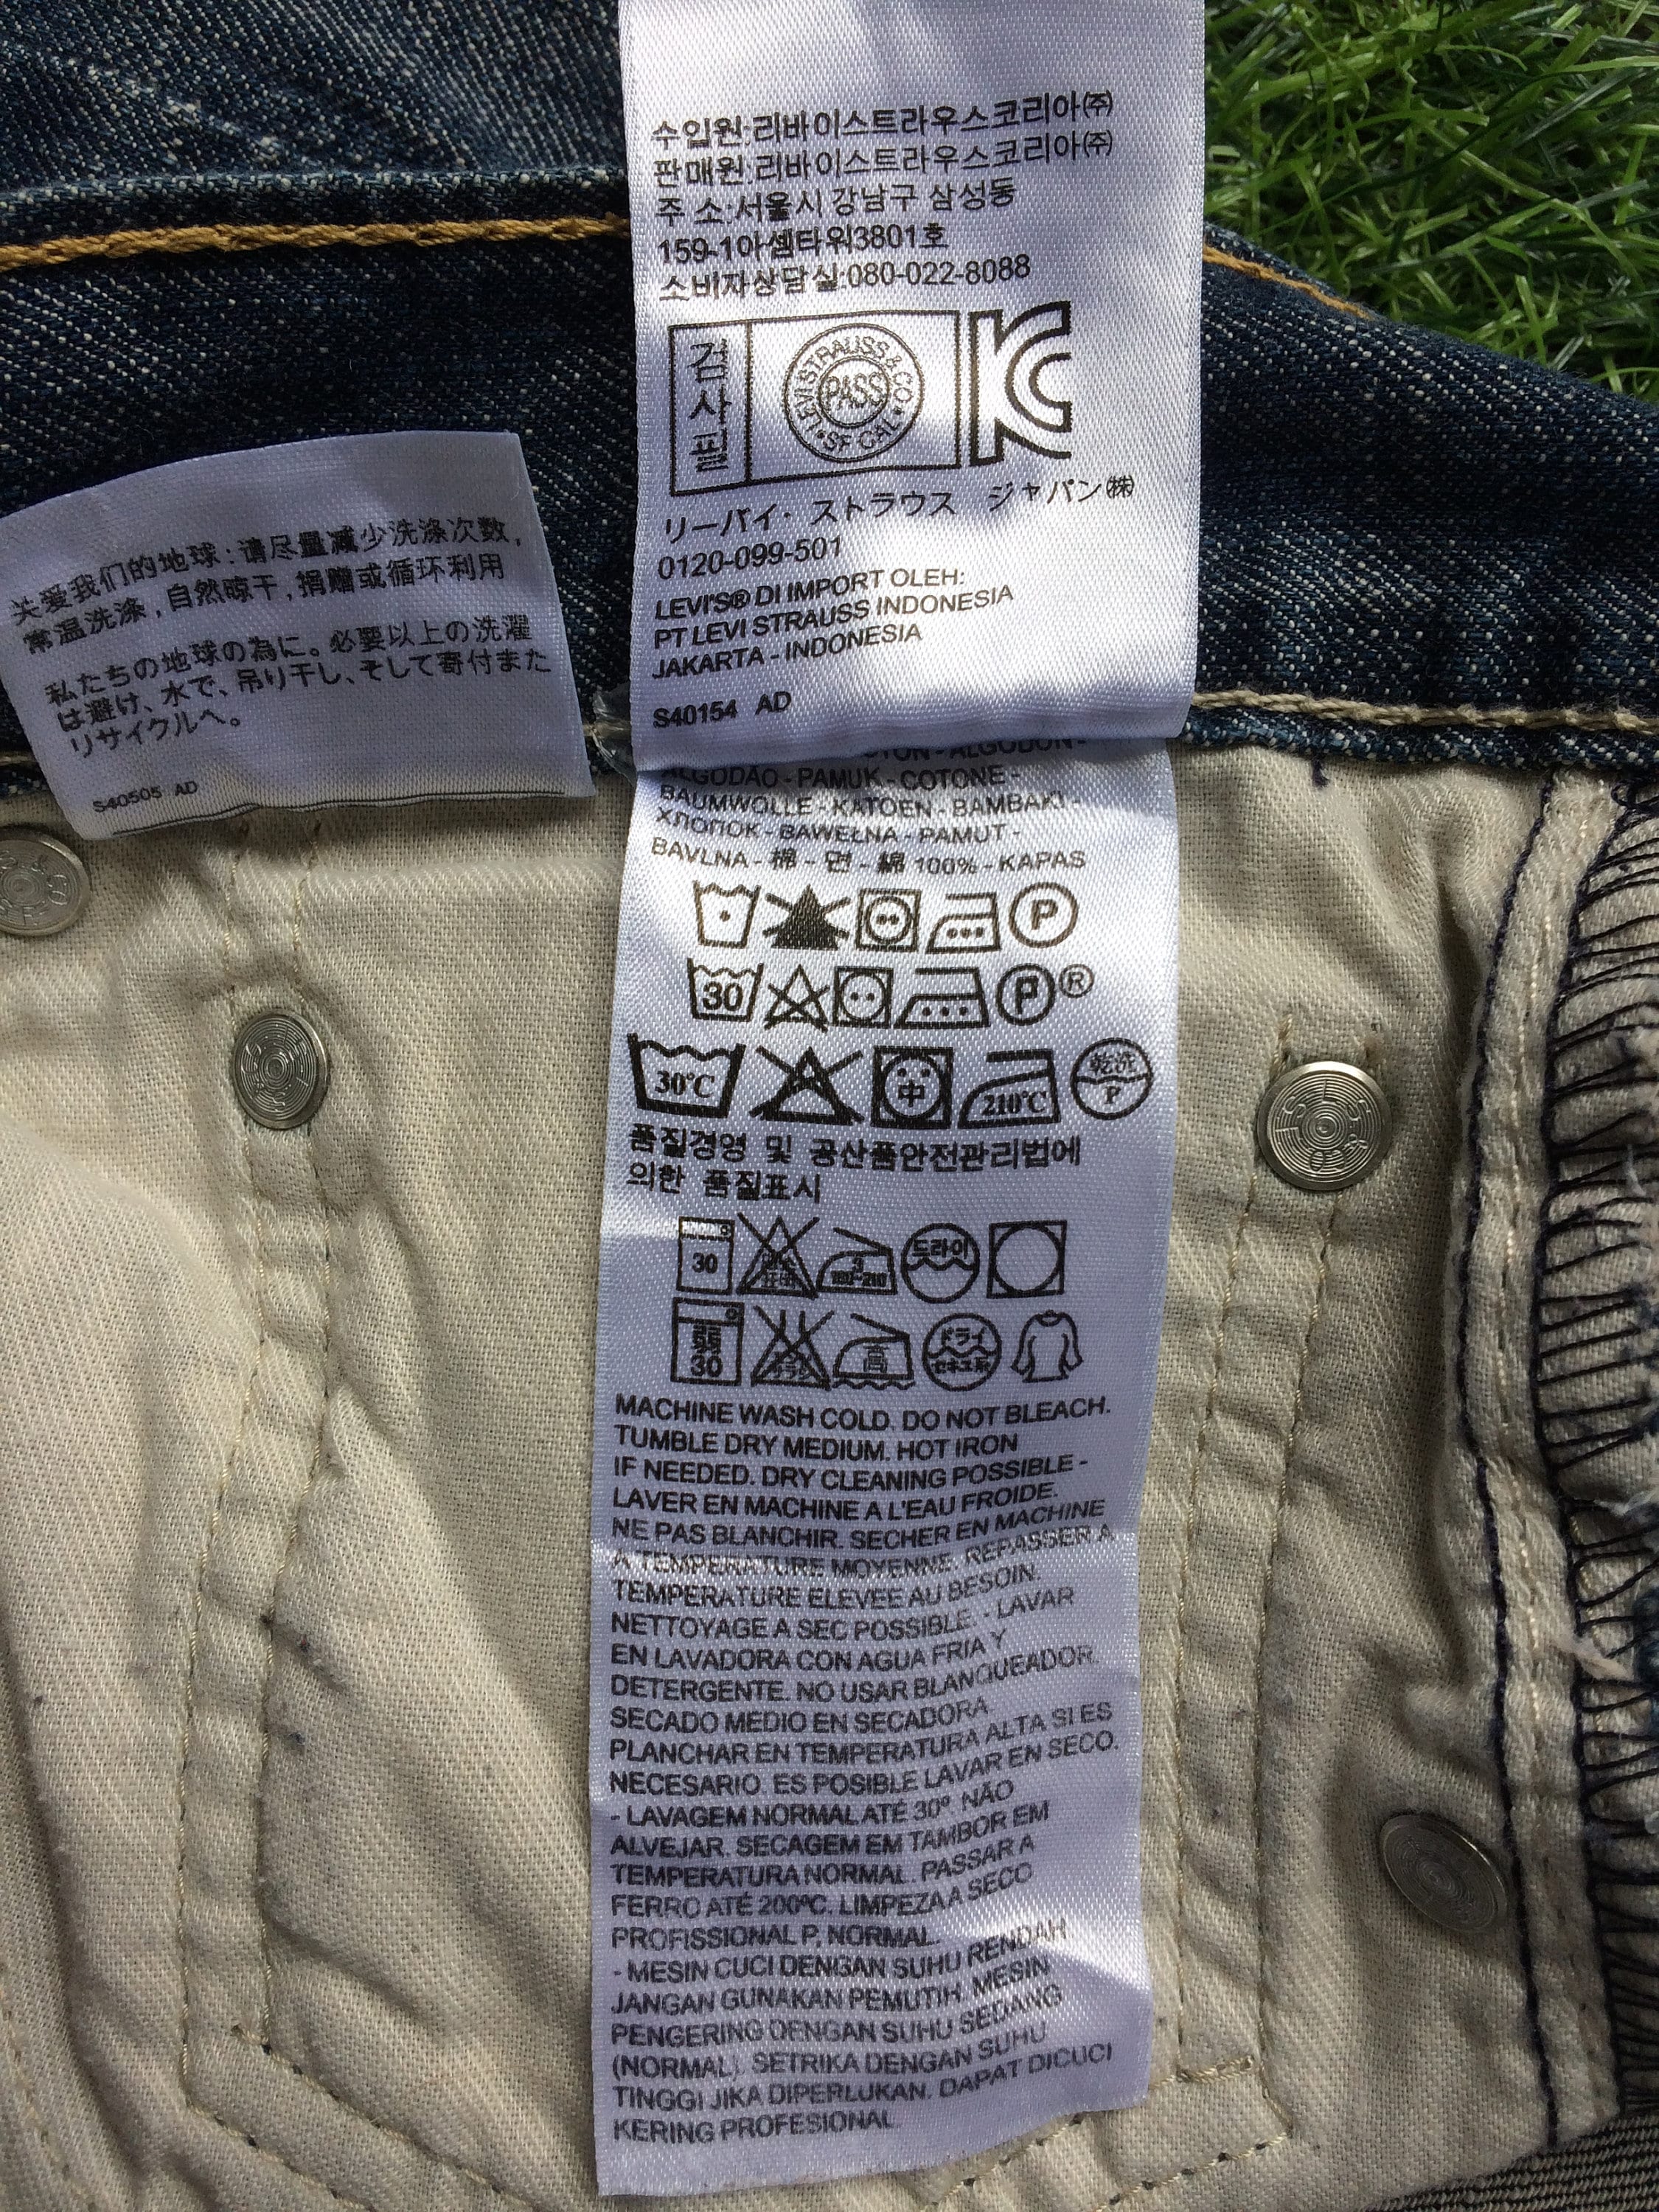 수입원:리바이스트라우스코리아㈜
판매원:리바이스트라우스코리아㈜
주 소:서울시 강남구 삼성동
159-1아셈타워3801호
소비자상담실:080-022-8088
검사필
LEVI STRAUSS & CO.
PASS
• SF CAL •
リーバイ・ストラウス ジャパン㈱
0120-099-501
LEVI'S® DI IMPORT OLEH:
PT LEVI STRAUSS INDONESIA
JAKARTA - INDONESIA
S40154 AD
关爱我们的地球:请尽量减少洗涤次数,
常温洗涤,自然晾干,捐赠或循环利用
私たちの地球の為に。必要以上の洗濯
は避け、水で、吊り干し、そして寄付また
リサイクルへ。
S40505 AD
ALGODÃO - PAMUK - COTONE -
BAUMWOLLE - KATOEN - BAMBAKI -
ХЛОПОК - BAWEŁNA - PAMUT -
BAVLNA - 棉 - 면 - 綿 100% - KAPAS
P
30 P ®
30°C 中 210°C 乾洗 P
품질경영 및 공산품안전관리법에
의한 품질표시
30 3 180-210 드라이
弱 30 高 ドライ セキユ系
MACHINE WASH COLD. DO NOT BLEACH.
TUMBLE DRY MEDIUM. HOT IRON
IF NEEDED. DRY CLEANING POSSIBLE -
LAVER EN MACHINE A L'EAU FROIDE.
NE PAS BLANCHIR. SECHER EN MACHINE
A TEMPERATURE MOYENNE. REPASSER A
TEMPERATURE ELEVEE AU BESOIN.
NETTOYAGE A SEC POSSIBLE. - LAVAR
EN LAVADORA CON AGUA FRIA Y
DETERGENTE. NO USAR BLANQUEADOR.
SECADO MEDIO EN SECADORA
PLANCHAR EN TEMPERATURA ALTA SI ES
NECESARIO. ES POSIBLE LAVAR EN SECO.
- LAVAGEM NORMAL ATÉ 30º. NÃO
ALVEJAR. SECAGEM EM TAMBOR EM
TEMPERATURA NORMAL. PASSAR A
FERRO ATÉ 200ºC. LIMPEZA A SECO
PROFISSIONAL P, NORMAL.
- MESIN CUCI DENGAN SUHU RENDAH
JANGAN GUNAKAN PEMUTIH. MESIN
PENGERING DENGAN SUHU SEDANG
(NORMAL). SETRIKA DENGAN SUHU
TINGGI JIKA DIPERLUKAN. DAPAT DICUCI
KERING PROFESIONAL.